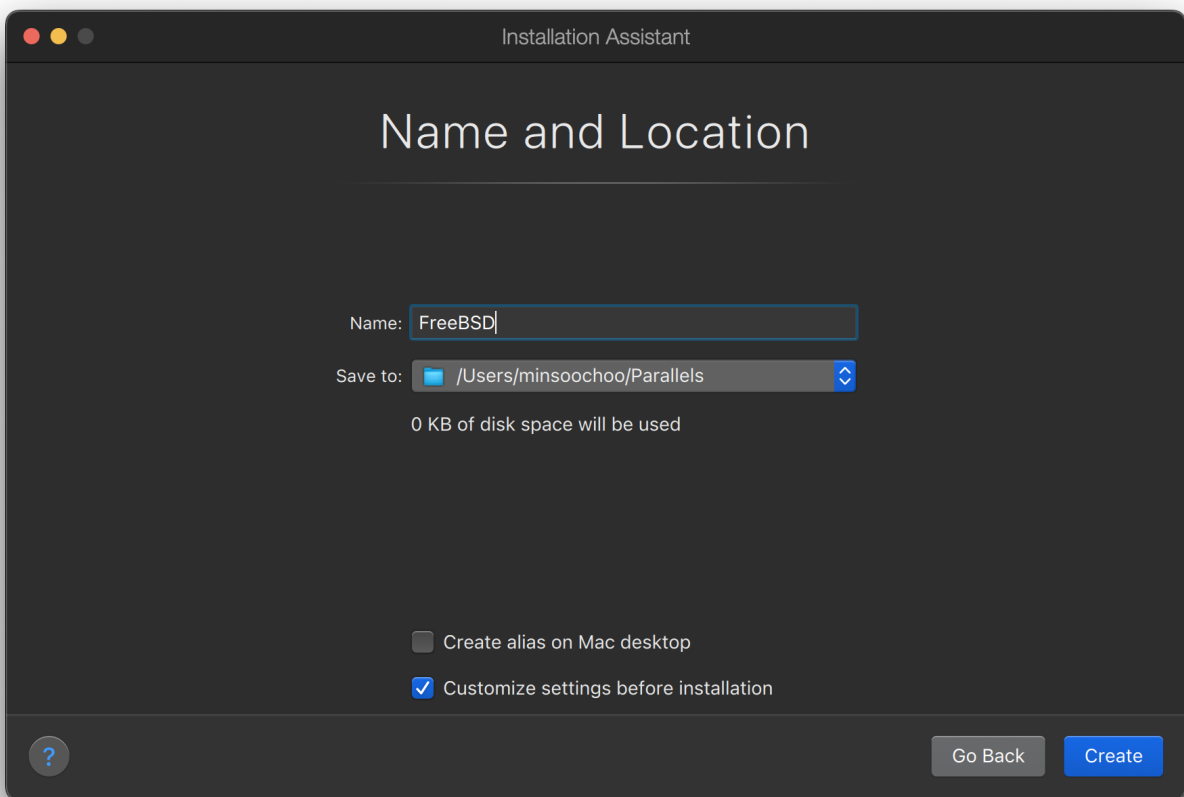 Installation Assistant
Name and Location
Name: FreeBSD
Save to: /Users/minsoochoo/Parallels
0 KB of disk space will be used
Create alias on Mac desktop
Customize settings before installation
? Go Back Create